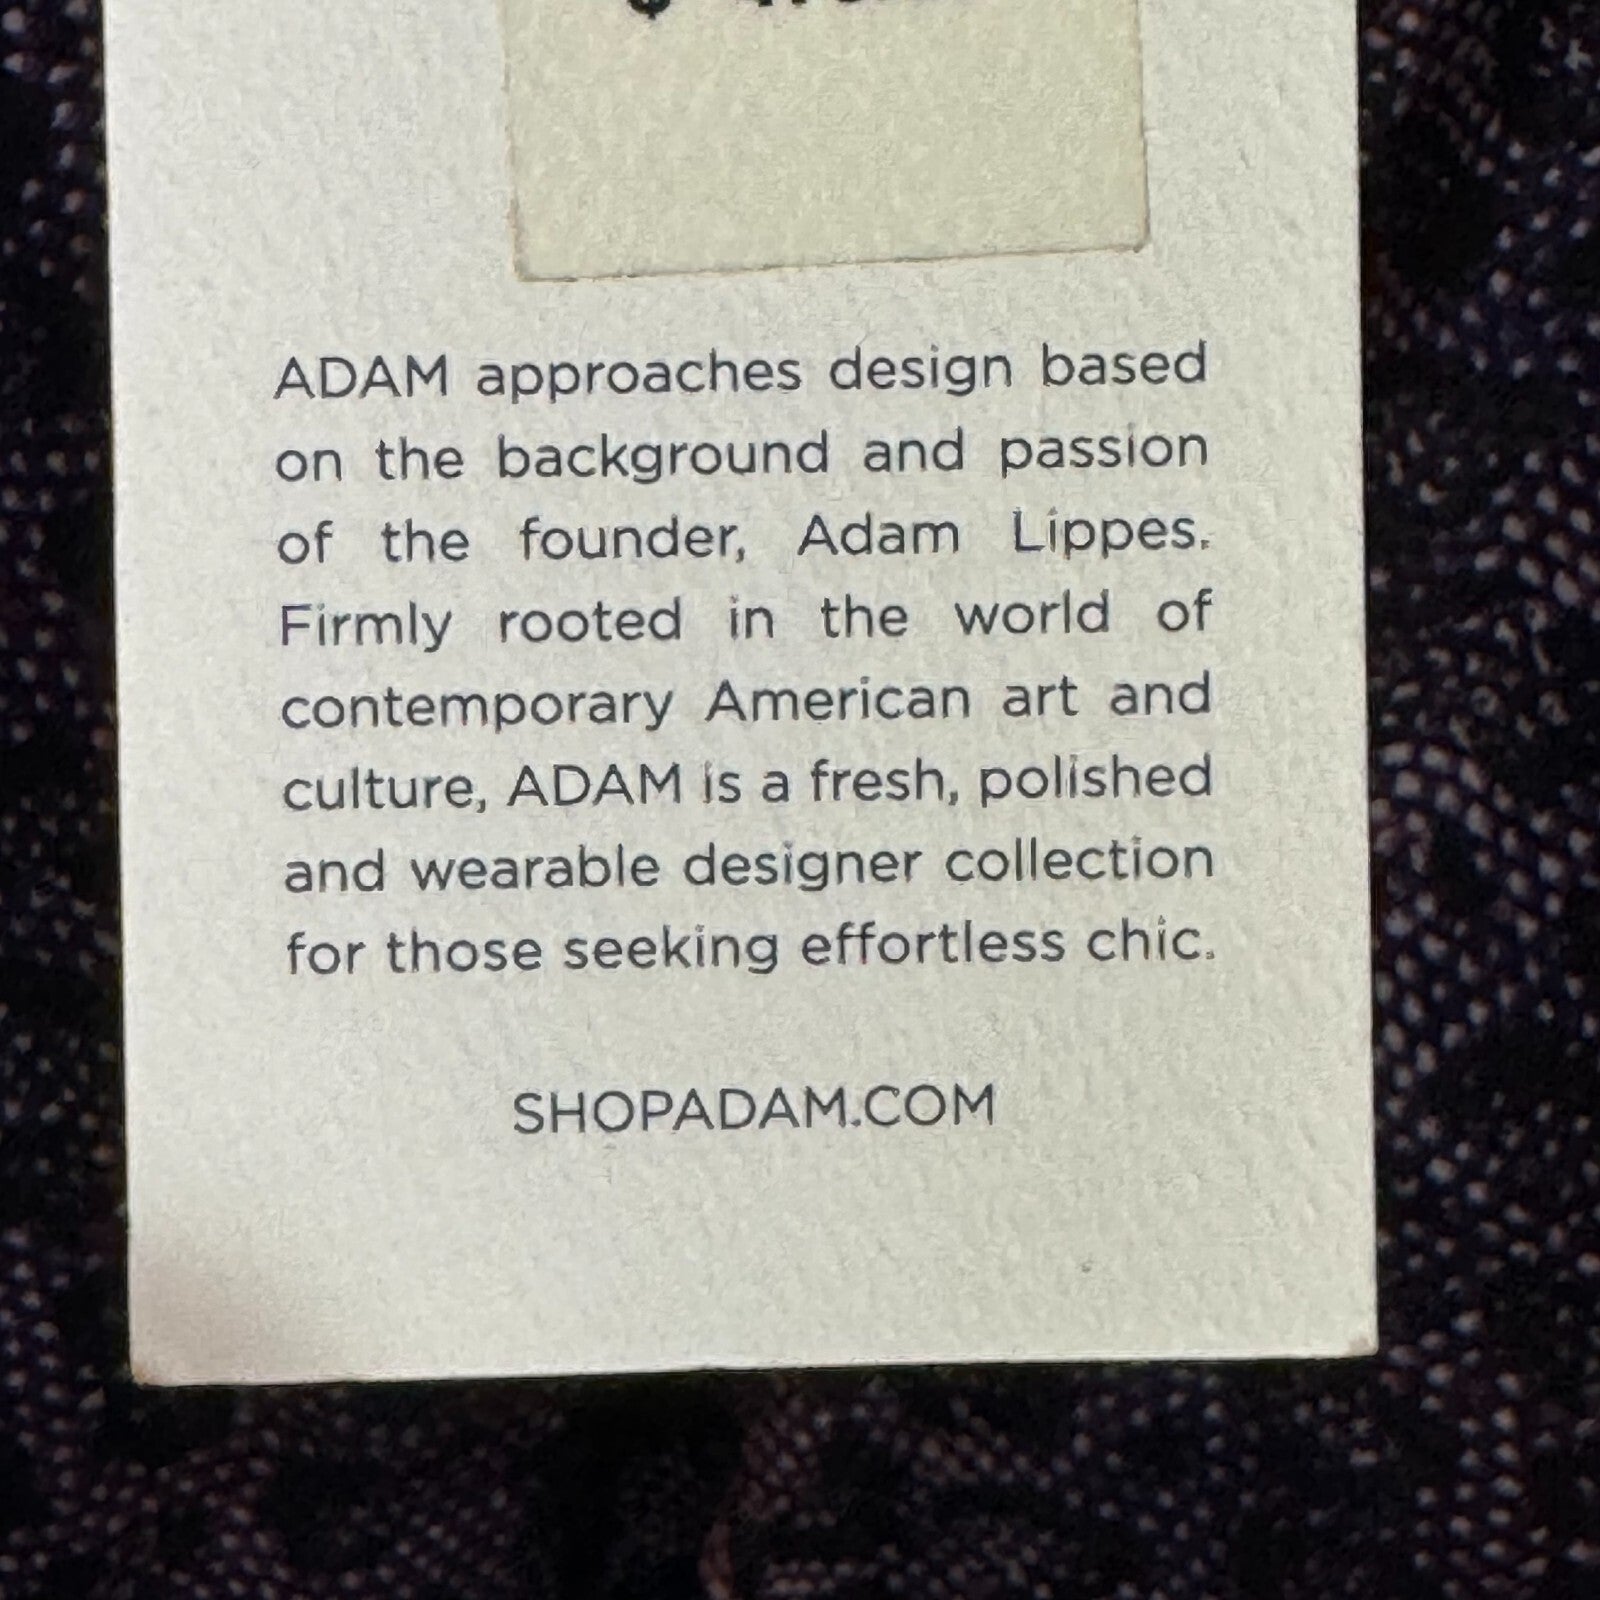 $
ADAM approaches design based
on the background and passion
of the founder, Adam Lippes.
Firmly rooted in the world of
contemporary American art and
culture, ADAM is a fresh, polished
and wearable designer collection
for those seeking effortless chic.
SHOPADAM.COM